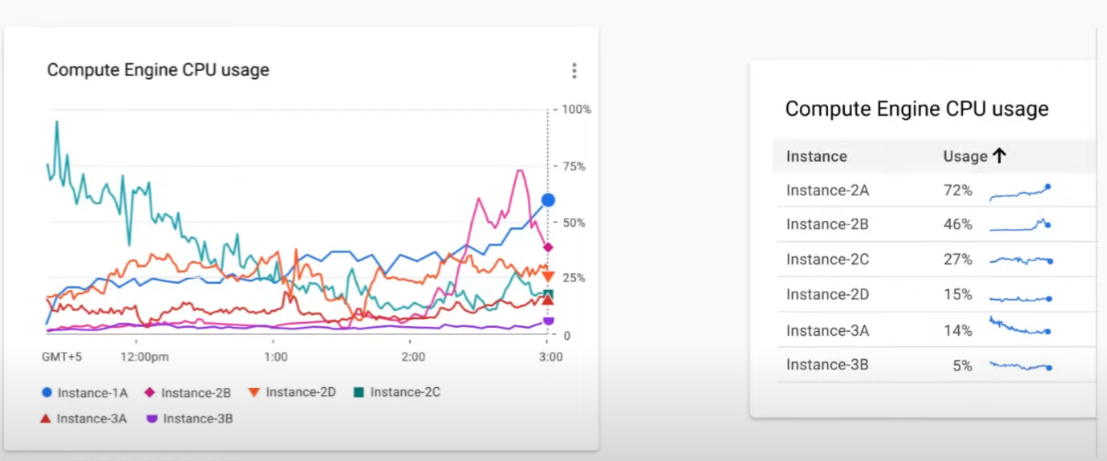 Compute Engine CPU usage
100%
75%
50%
25%
0
GMT+5 12:00pm 1:00 2:00 3:00
Instance-1A Instance-2B Instance-2D Instance-2C
Instance-3A Instance-3B
Compute Engine CPU usage
Instance Usage ↑
Instance-2A 72%
Instance-2B 46%
Instance-2C 27%
Instance-2D 15%
Instance-3A 14%
Instance-3B 5%